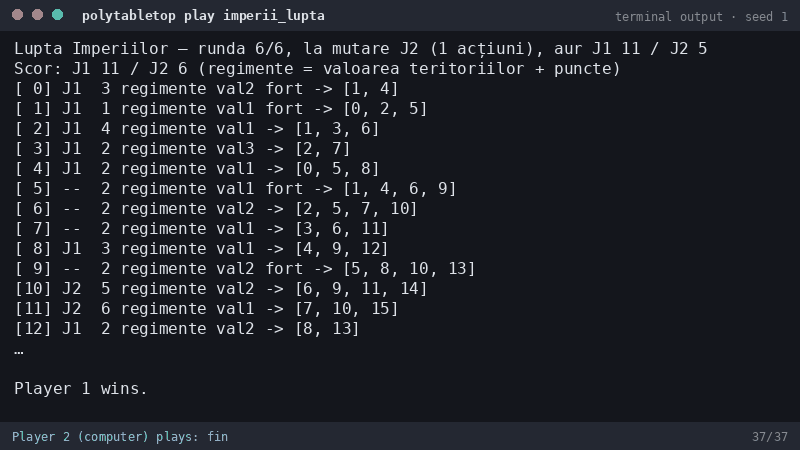 polytabletop play imperii_lupta
terminal output · seed 1
Lupta Imperiilor — runda 6/6, la mutare J2 (1 acțiuni), aur J1 11 / J2 5
Scor: J1 11 / J2 6 (regimente = valoarea teritoriilor + puncte)
[ 0] J1  3 regimente val2 fort -> [1, 4]
[ 1] J1  1 regimente val1 fort -> [0, 2, 5]
[ 2] J1  4 regimente val1 -> [1, 3, 6]
[ 3] J1  2 regimente val3 -> [2, 7]
[ 4] J1  2 regimente val1 -> [0, 5, 8]
[ 5] --  2 regimente val1 fort -> [1, 4, 6, 9]
[ 6] --  2 regimente val2 -> [2, 5, 7, 10]
[ 7] --  2 regimente val1 -> [3, 6, 11]
[ 8] J1  3 regimente val1 -> [4, 9, 12]
[ 9] --  2 regimente val2 fort -> [5, 8, 10, 13]
[10] J2  5 regimente val2 -> [6, 9, 11, 14]
[11] J2  6 regimente val1 -> [7, 10, 15]
[12] J1  2 regimente val2 -> [8, 13]
…
Player 1 wins.
Player 2 (computer) plays: fin
37/37